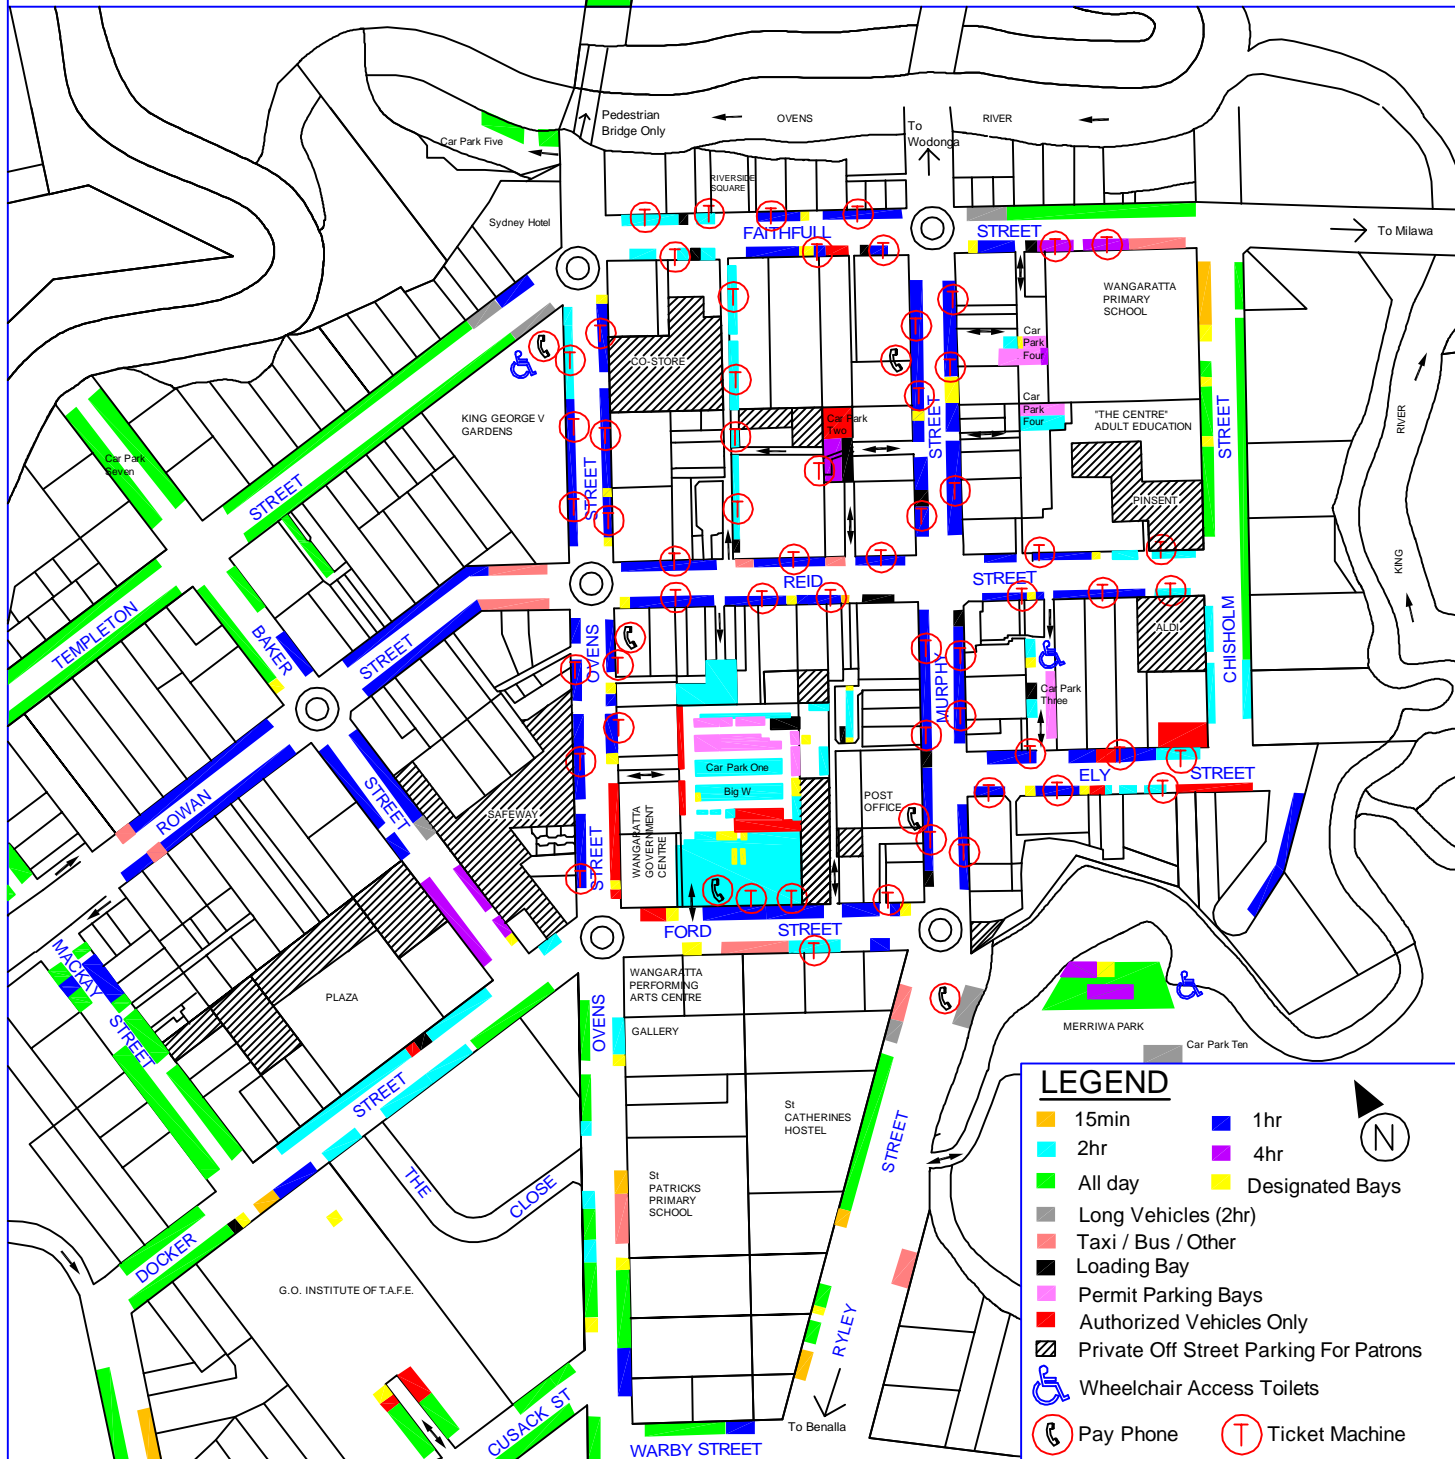 Pedestrian
Bridge Only
OVENS
RIVER
To
Wodonga
Car Park Five
RIVERSIDE
SQUARE
Sydney Hotel
FAITHFULL
STREET
To Milawa
WANGARATTA
PRIMARY
SCHOOL
Car
Park
Four
CO-STORE
KING GEORGE V
GARDENS
Car
Park
Four
"THE CENTRE"
ADULT EDUCATION
Car Park
Two
STREET
STREET
RIVER
Car Park
Seven
STREET
STREET
PINSENT
KING
REID
STREET
TEMPLETON
BAKER
STREET
OVENS
MURPHY
ALDI
CHISHOLM
Car Park
Three
Car Park One
Big W
ELY
STREET
ROWAN
STREET
SAFEWAY
WANGARATTA
GOVERNMENT
CENTRE
POST
OFFICE
STREET
FORD
STREET
MACKAY
STREET
PLAZA
WANGARATTA
PERFORMING
ARTS CENTRE
GALLERY
OVENS
MERRIWA PARK
Car Park Ten
STREET
St
CATHERINES
HOSTEL
STREET
THE
CLOSE
St
PATRICKS
PRIMARY
SCHOOL
DOCKER
G.O. INSTITUTE OF T.A.F.E.
RYLEY
To Benalla
CUSACK ST
WARBY STREET
LEGEND
15min
1hr
2hr
4hr
All day
Designated Bays
Long Vehicles (2hr)
Taxi / Bus / Other
Loading Bay
Permit Parking Bays
Authorized Vehicles Only
Private Off Street Parking For Patrons
Wheelchair Access Toilets
Pay Phone
T
Ticket Machine
N